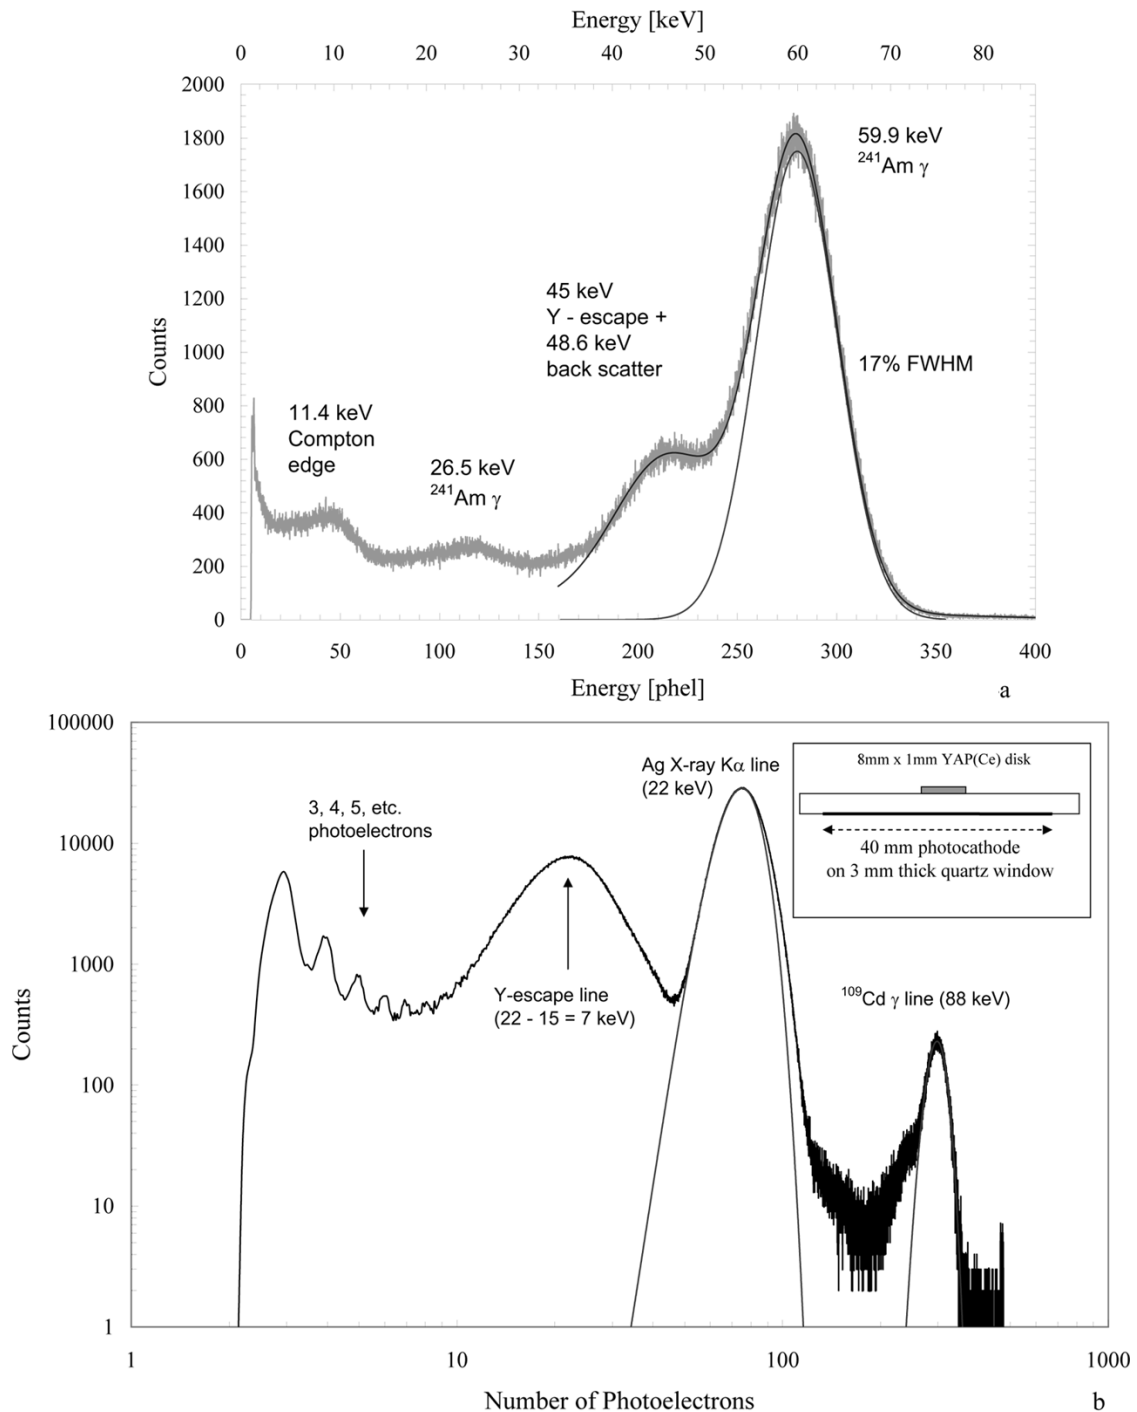 Energy [keV]
0 10 20 30 40 50 60 70 80
2000
1800
1600
1400
1200
1000
800
600
400
200
0
Counts
59.9 keV
²⁴¹Am γ
45 keV
Y - escape +
48.6 keV
back scatter
17% FWHM
11.4 keV
Compton
edge
26.5 keV
²⁴¹Am γ
0 50 100 150 200 250 300 350 400
Energy [phel]
a
100000
10000
1000
100
10
1
Counts
3, 4, 5, etc.
photoelectrons
Ag X-ray Kα line
(22 keV)
8mm x 1mm YAP(Ce) disk
40 mm photocathode
on 3 mm thick quartz window
Y-escape line
(22 - 15 = 7 keV)
¹⁰⁹Cd γ line (88 keV)
1 10 100 1000
Number of Photoelectrons
b